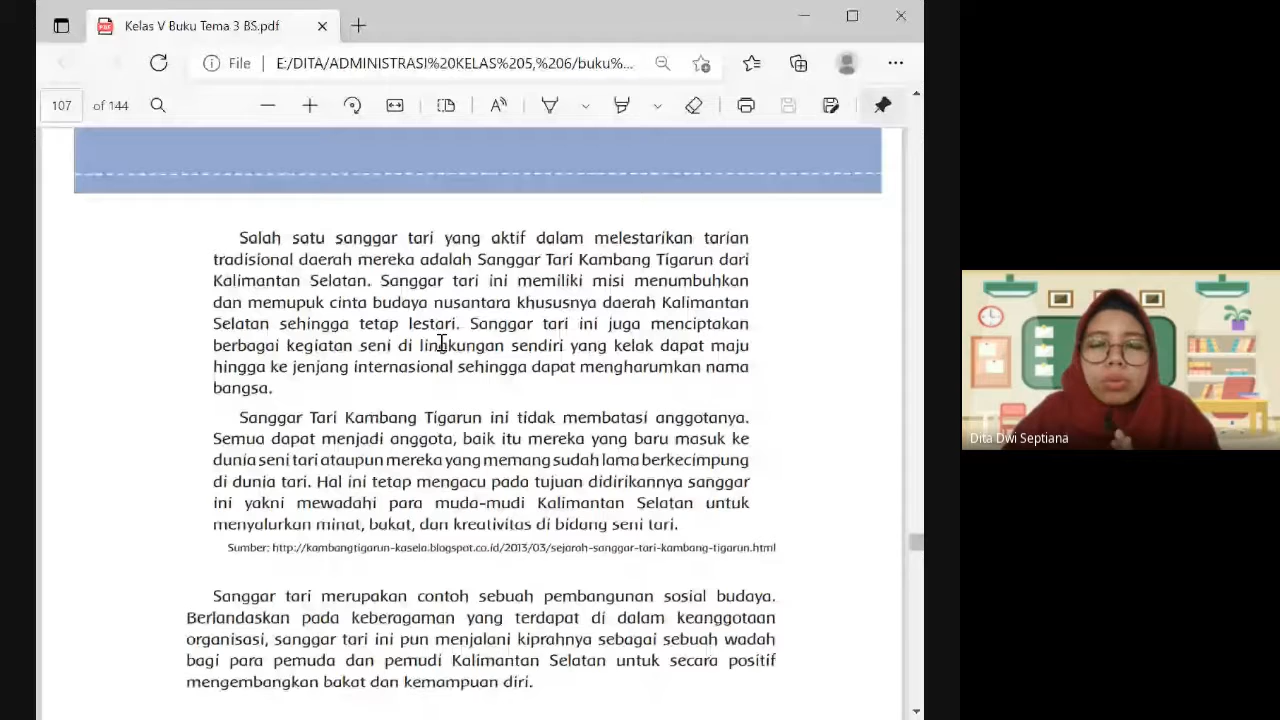 Kelas V Buku Tema 3 BS.pdf
File
E:/DITA/ADMINISTRASI%20KELAS%205,%206/buku%...
107 of 144
Salah satu sanggar tari yang aktif dalam melestarikan tarian
tradisional daerah mereka adalah Sanggar Tari Kambang Tigarun dari
Kalimantan Selatan. Sanggar tari ini memiliki misi menumbuhkan
dan memupuk cinta budaya nusantara khususnya daerah Kalimantan
Selatan sehingga tetap lestari. Sanggar tari ini juga menciptakan
berbagai kegiatan seni di lingkungan sendiri yang kelak dapat maju
hingga ke jenjang internasional sehingga dapat mengharumkan nama
bangsa.
Sanggar Tari Kambang Tigarun ini tidak membatasi anggotanya.
Semua dapat menjadi anggota, baik itu mereka yang baru masuk ke
dunia seni tari ataupun mereka yang memang sudah lama berkecimpung
di dunia tari. Hal ini tetap mengacu pada tujuan didirikannya sanggar
ini yakni mewadahi para muda-mudi Kalimantan Selatan untuk
menyalurkan minat, bakat, dan kreativitas di bidang seni tari.
Sumber: http://kambangtigarun-kasela.blogspot.co.id/2013/03/sejarah-sanggar-tari-kambang-tigarun.html
Sanggar tari merupakan contoh sebuah pembangunan sosial budaya.
Berlandaskan pada keberagaman yang terdapat di dalam keanggotaan
organisasi, sanggar tari ini pun menjalani kiprahnya sebagai sebuah wadah
bagi para pemuda dan pemudi Kalimantan Selatan untuk secara positif
mengembangkan bakat dan kemampuan diri.
Dita Dwi Septiana